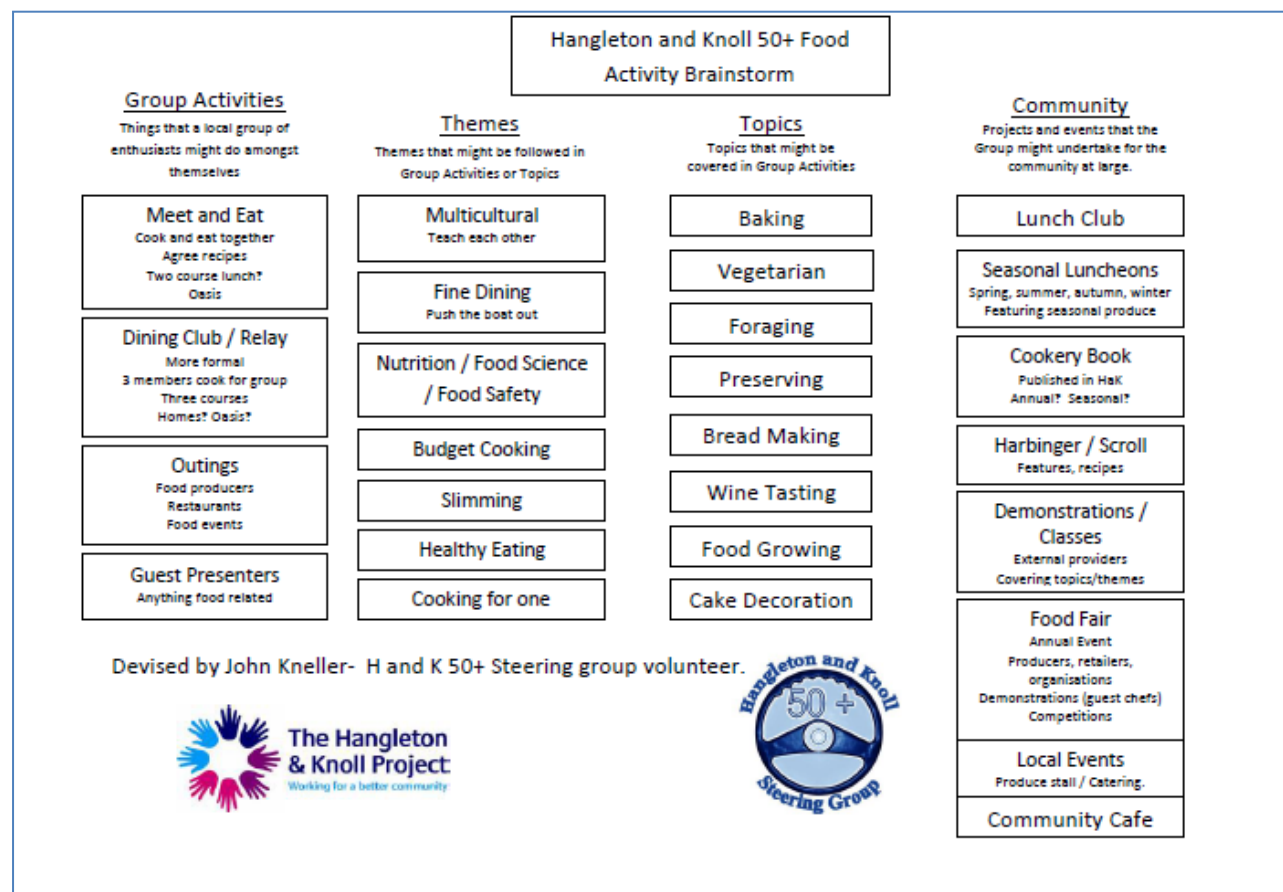 Hangleton and Knoll 50+ Food
Activity Brainstorm
Group Activities
Things that a local group of
enthusiasts might do amongst
themselves
Meet and Eat
Cook and eat together
Agree recipes
Two course lunch?
Oasis
Dining Club / Relay
More formal
3 members cook for group
Three courses
Homes? Oasis?
Outings
Food producers
Restaurants
Food events
Guest Presenters
Anything food related
Themes
Themes that might be followed in
Group Activities or Topics
Multicultural
Teach each other
Fine Dining
Push the boat out
Nutrition / Food Science
/ Food Safety
Budget Cooking
Slimming
Healthy Eating
Cooking for one
Topics
Topics that might be
covered in Group Activities
Baking
Vegetarian
Foraging
Preserving
Bread Making
Wine Tasting
Food Growing
Cake Decoration
Community
Projects and events that the
Group might undertake for the
community at large.
Lunch Club
Seasonal Luncheons
Spring, summer, autumn, winter
Featuring seasonal produce
Cookery Book
Published in HaK
Annual? Seasonal?
Harbinger / Scroll
Features, recipes
Demonstrations /
Classes
External providers
Covering topics/themes
Food Fair
Annual Event
Producers, retailers,
organisations
Demonstrations (guest chefs)
Competitions
Local Events
Produce stall / Catering.
Community Cafe
Devised by John Kneller- H and K 50+ Steering group volunteer.
The Hangleton
& Knoll Project
Working for a better community
Hangleton and Knoll
50 +
Steering Group